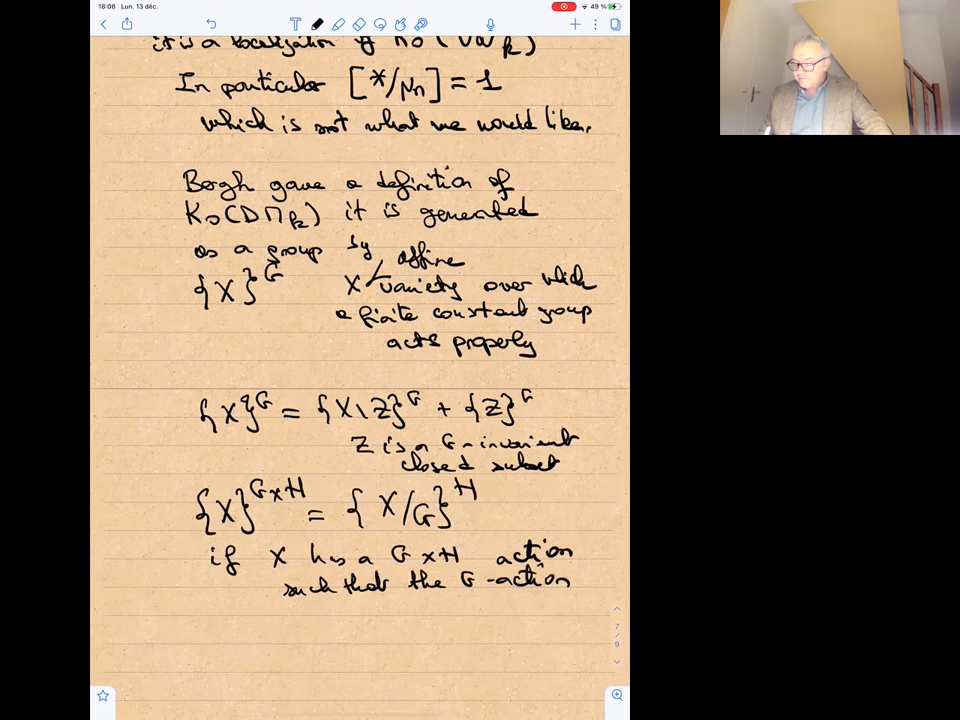 18:08 Lun. 13 déc.
49 %
it is a localization of K0(Var k)
In particular [*/μn] = 1
which is not what we would like.
Bergh gave a definition of
K0(DMk) it is generated
as a group by
{X}^G X affine variety over which
a finite constant group
acts properly
{X}^G = {X\Z}^G + {Z}^G
Z is a G-invariant
closed subset
{X}^G×H = {X/G}^H
if X has a G×H action
such that the G-action
7
/
9